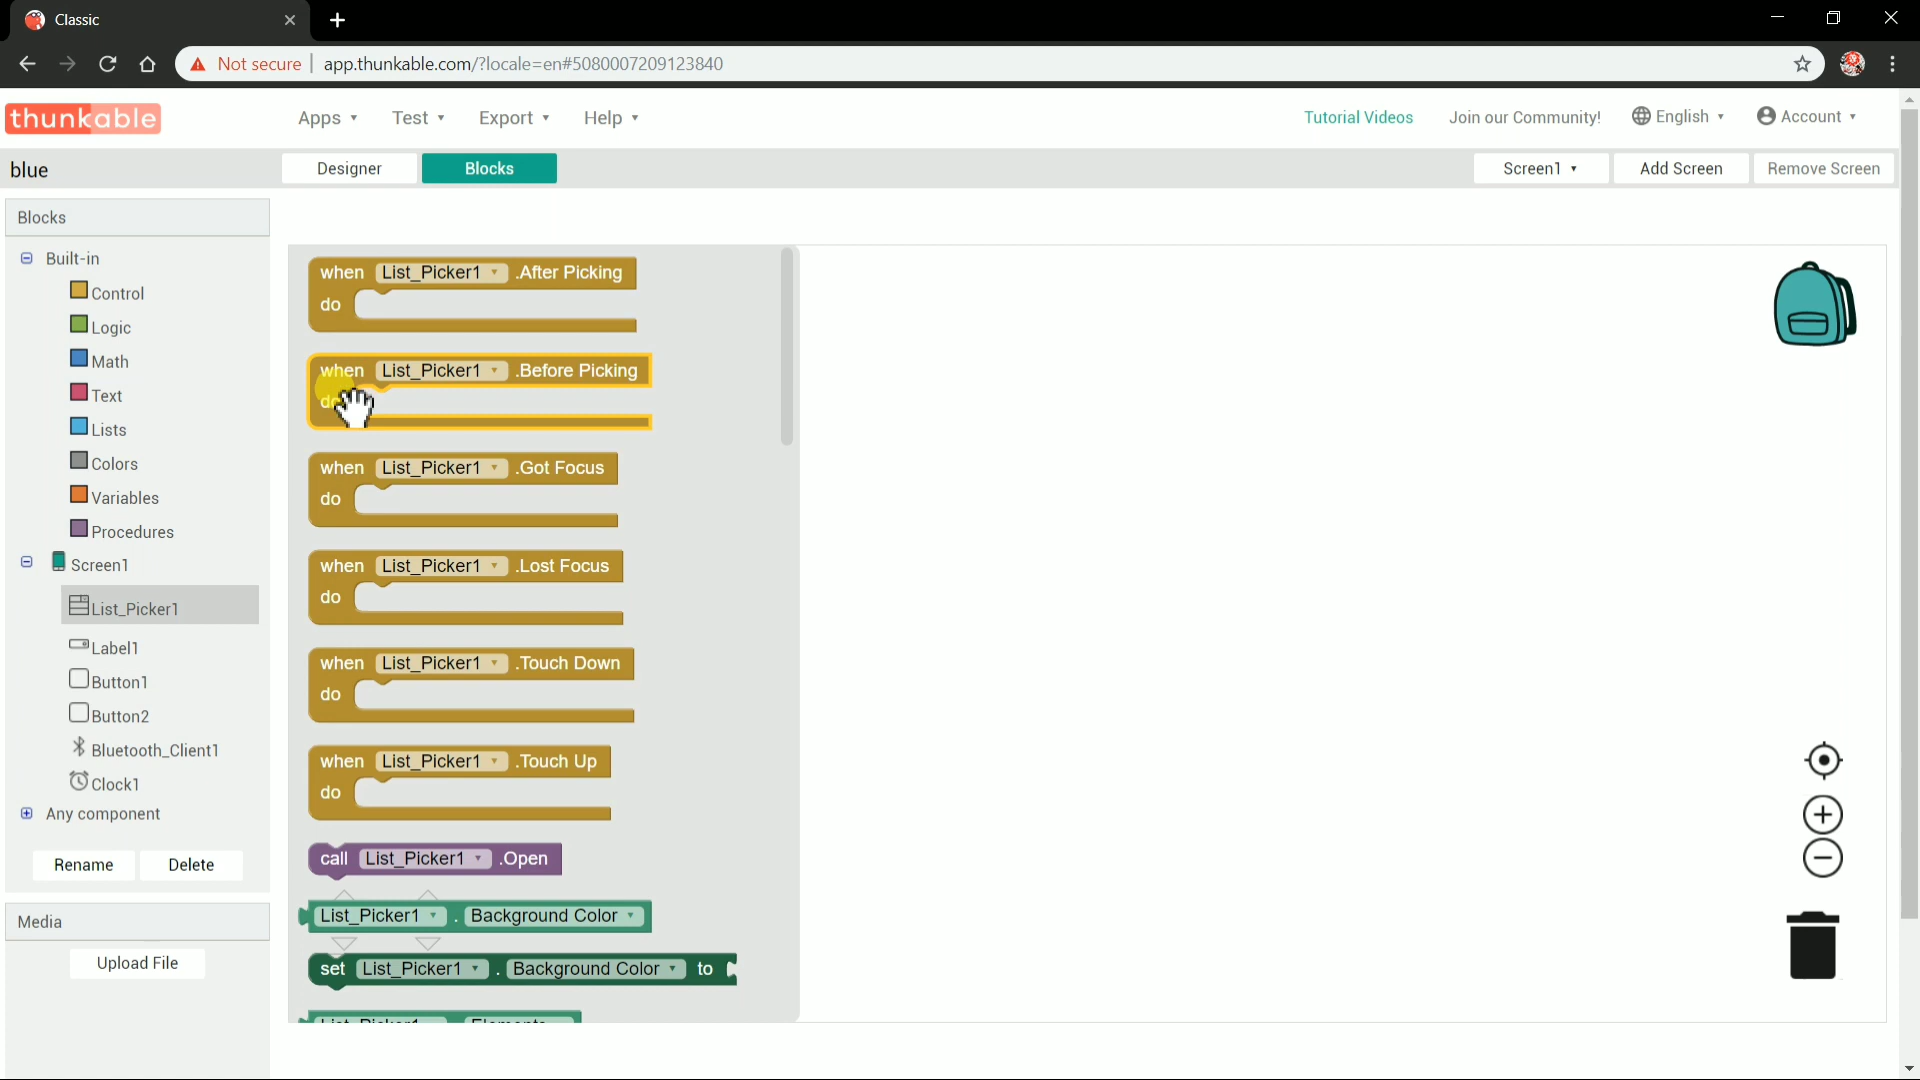 Classic
Not secure app.thunkable.com/?locale=en#5080007209123840
thunkable Apps Test Export Help Tutorial Videos Join our Community! English Account
blue Designer Blocks Screen1 Add Screen Remove Screen
Blocks
Built-in
Control
Logic
Math
Text
Lists
Colors
Variables
Procedures
Screen1
List_Picker1
Label1
Button1
Button2
Bluetooth_Client1
Clock1
Any component
Rename Delete
Media
Upload File
when List_Picker1 .After Picking
do
when List_Picker1 .Before Picking
do
when List_Picker1 .Got Focus
do
when List_Picker1 .Lost Focus
do
when List_Picker1 .Touch Down
do
when List_Picker1 .Touch Up
do
call List_Picker1 .Open
List_Picker1 . Background Color
set List_Picker1 . Background Color to